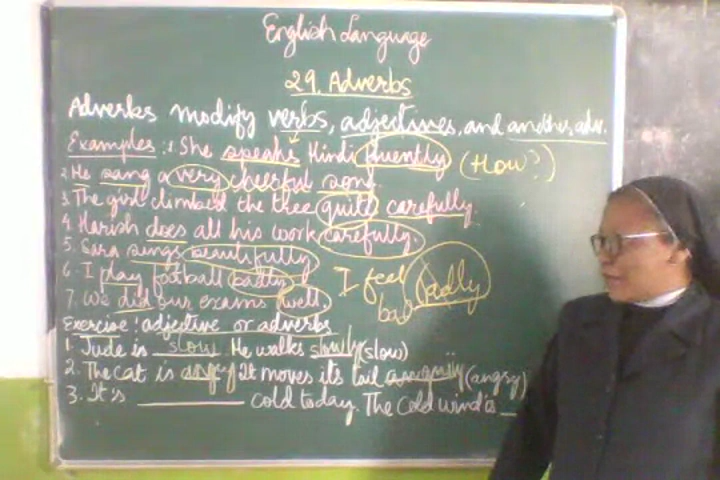 English Language
29. Adverbs
Adverbs modify verbs, adjectives, and another adv.
Examples :- 1 She speaks Hindi fluently (How?)
2. He sang a very cheerful song.
3. The girl climbed the tree quite carefully.
4. Harish does all his work carefully.
5. Sara sings beautifully
6. I play football badly
I feel badly
bad
7. We did our exams well.
Exercise : adjective or adverbs
1. Jude is slow. He walks slowly (slow)
2. The cat is angry It moves its tail (angry)
3. It is ________ cold today. The cold wind is __